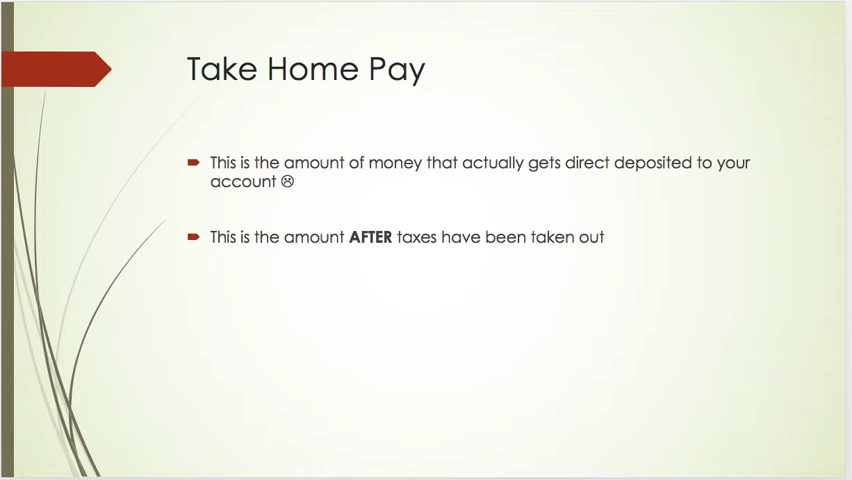 Take Home Pay
This is the amount of money that actually gets direct deposited to your
account ☹
This is the amount AFTER taxes have been taken out